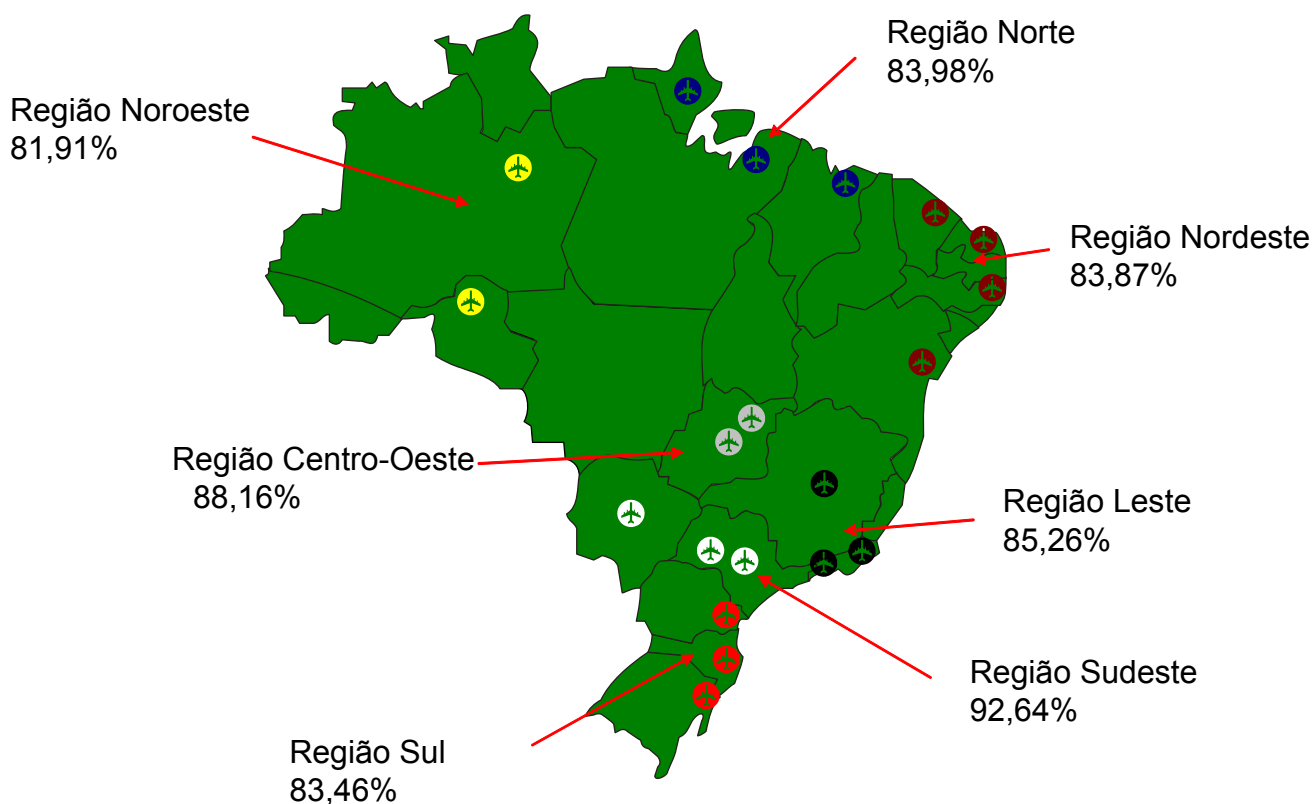 Região Norte
83,98%
Região Noroeste
81,91%
Região Nordeste
83,87%
Região Centro-Oeste
88,16%
Região Leste
85,26%
Região Sudeste
92,64%
Região Sul
83,46%